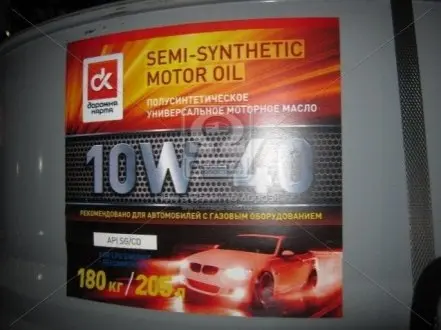 SEMI-SYNTHETIC
MOTOR OIL
дорожна
карта
ПОЛУСИНТЕТИЧЕСКОЕ
УНИВЕРСАЛЬНОЕ МОТОРНОЕ МАСЛО
10W-40
РЕКОМЕНДОВАНО ДЛЯ АВТОМОБИЛЕЙ С ГАЗОВЫМ ОБОРУДОВАНИЕМ
API SG/CD
180 кг / 205 л